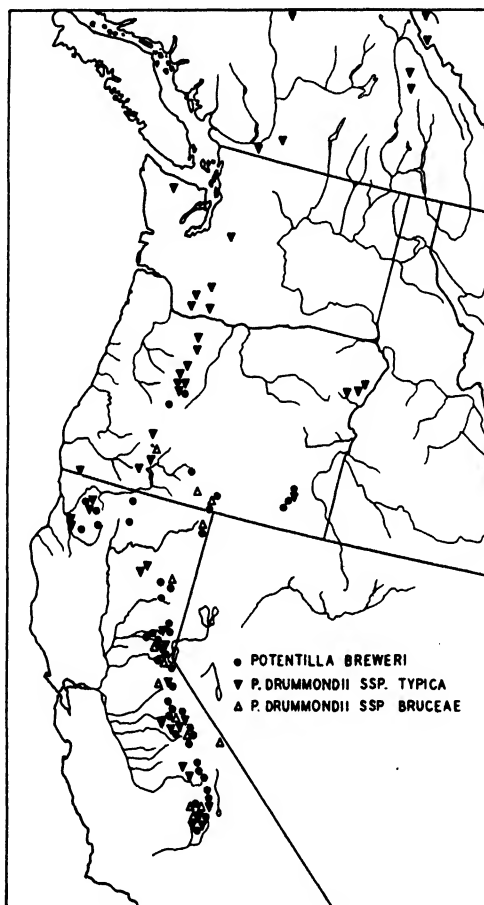 ● POTENTILLA BREWERI
▼ P. DRUMMONDII SSP. TYPICA
△ P. DRUMMONDII SSP BRUCEAE